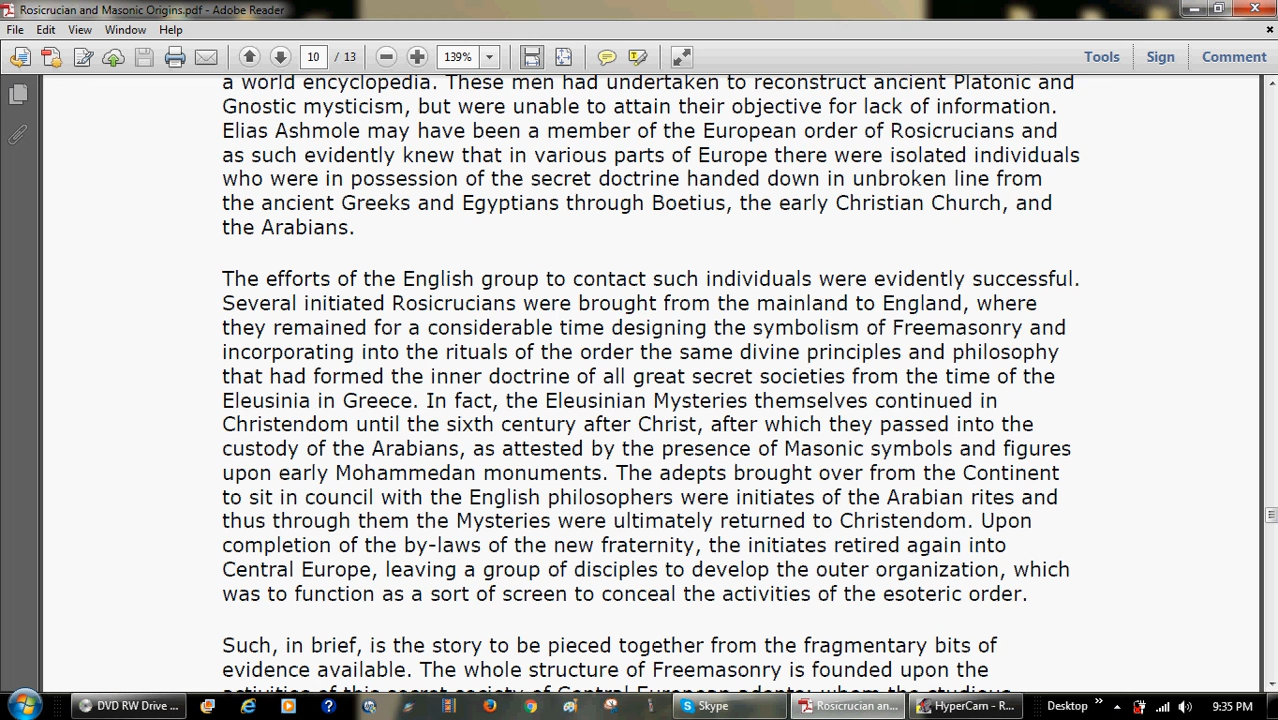 Rosicrucian and Masonic Origins.pdf - Adobe Reader
File Edit View Window Help
10 / 13 139% Tools Sign Comment
a world encyclopedia. These men had undertaken to reconstruct ancient Platonic and
Gnostic mysticism, but were unable to attain their objective for lack of information.
Elias Ashmole may have been a member of the European order of Rosicrucians and
as such evidently knew that in various parts of Europe there were isolated individuals
who were in possession of the secret doctrine handed down in unbroken line from
the ancient Greeks and Egyptians through Boetius, the early Christian Church, and
the Arabians.
The efforts of the English group to contact such individuals were evidently successful.
Several initiated Rosicrucians were brought from the mainland to England, where
they remained for a considerable time designing the symbolism of Freemasonry and
incorporating into the rituals of the order the same divine principles and philosophy
that had formed the inner doctrine of all great secret societies from the time of the
Eleusinia in Greece. In fact, the Eleusinian Mysteries themselves continued in
Christendom until the sixth century after Christ, after which they passed into the
custody of the Arabians, as attested by the presence of Masonic symbols and figures
upon early Mohammedan monuments. The adepts brought over from the Continent
to sit in council with the English philosophers were initiates of the Arabian rites and
thus through them the Mysteries were ultimately returned to Christendom. Upon
completion of the by-laws of the new fraternity, the initiates retired again into
Central Europe, leaving a group of disciples to develop the outer organization, which
was to function as a sort of screen to conceal the activities of the esoteric order.
Such, in brief, is the story to be pieced together from the fragmentary bits of
evidence available. The whole structure of Freemasonry is founded upon the
activities of this secret society of Central European adepts; whom the studious
DVD RW Drive ... Skype Rosicrucian an... HyperCam - R... Desktop 9:35 PM